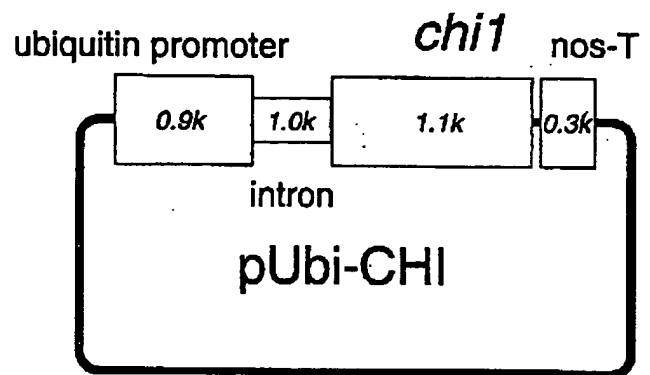 ubiquitin promoter chi1 nos-T
0.9k 1.0k 1.1k 0.3k
intron
pUbi-CHI